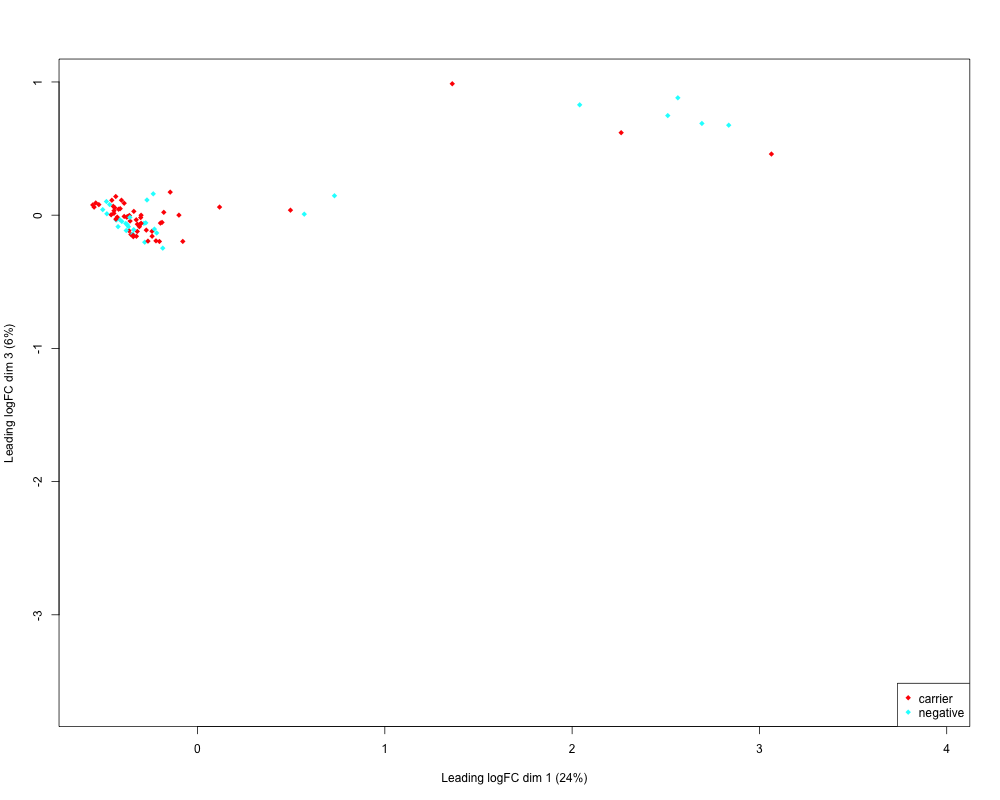 1
0
-1
-2
-3
Leading logFC dim 3 (6%)
carrier
negative
0 1 2 3 4
Leading logFC dim 1 (24%)